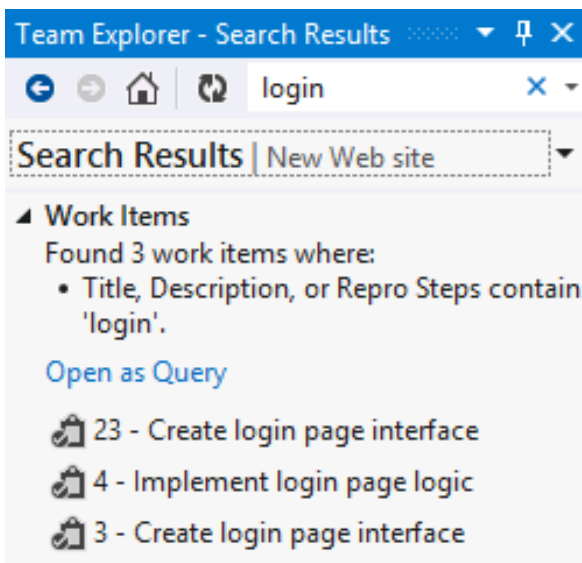 Team Explorer - Search Results
login
Search Results | New Web site
Work Items
Found 3 work items where:
• Title, Description, or Repro Steps contain
'login'.
Open as Query
23 - Create login page interface
4 - Implement login page logic
3 - Create login page interface